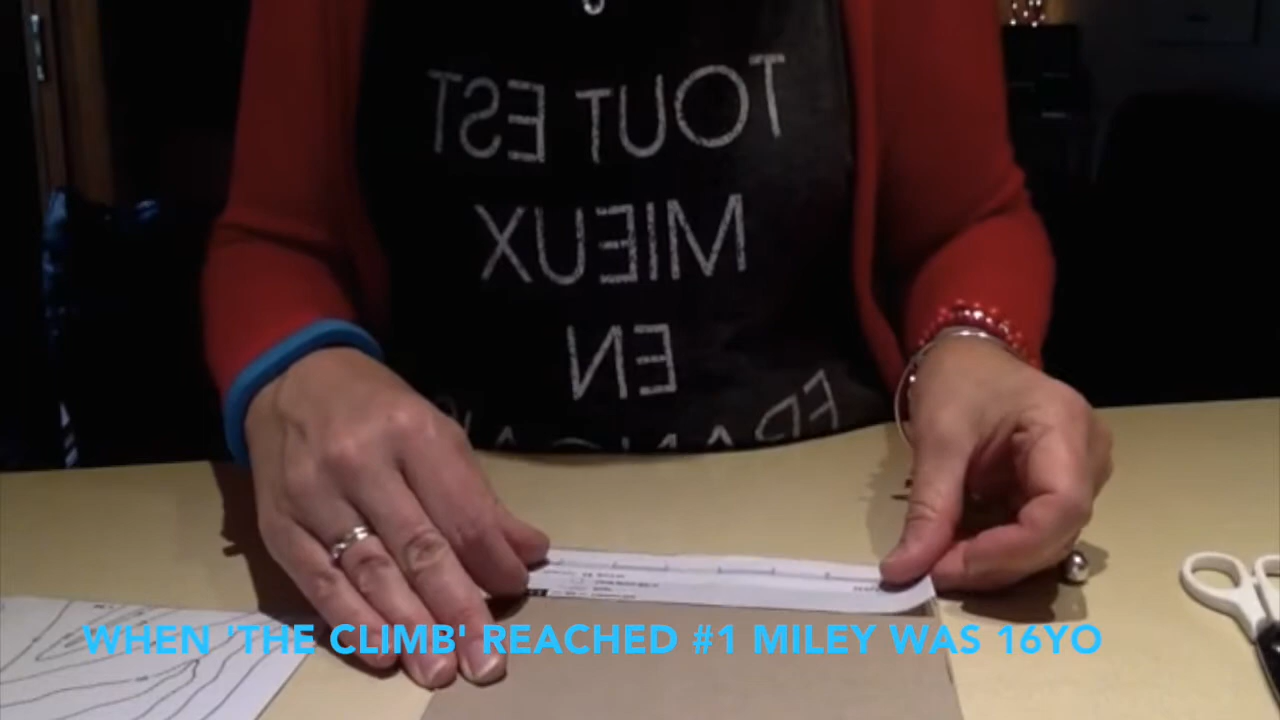 TOUT EST
MIEUX
EN
WHEN 'THE CLIMB' REACHED #1 MILEY WAS 16YO